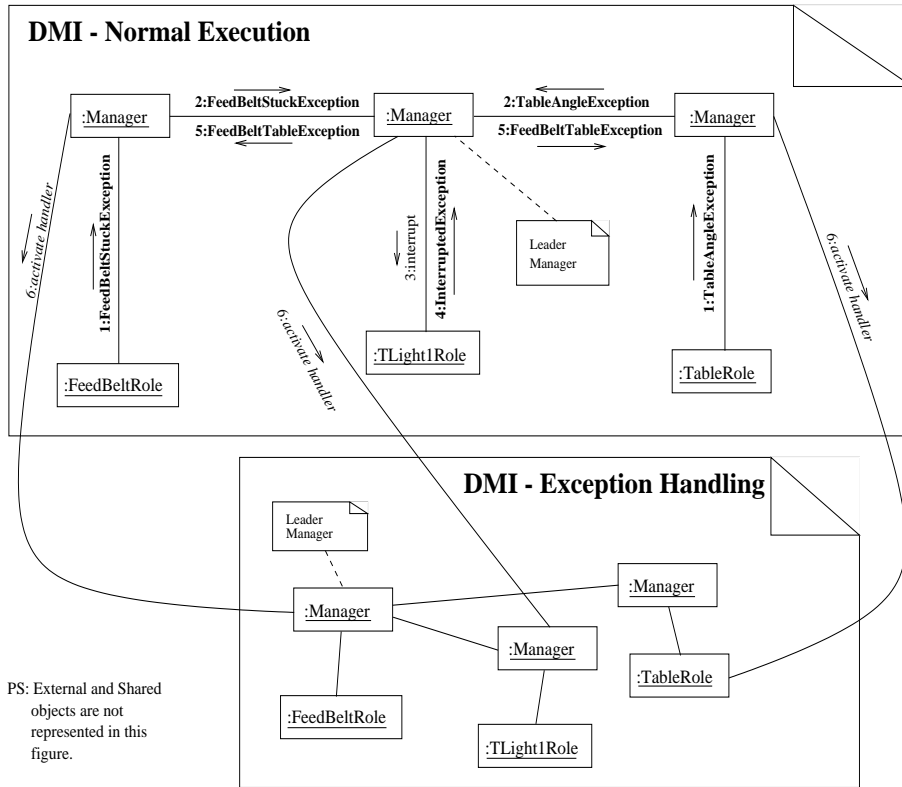 DMI - Normal Execution
2:FeedBeltStuckException
2:TableAngleException
:Manager
:Manager
:Manager
5:FeedBeltTableException
5:FeedBeltTableException
6:activate handler
1:FeedBeltStuckException
3:interrupt
4:InterruptedException
Leader
Manager
1:TableAngleException
6:activate handler
6:activate handler
:FeedBeltRole
:TLight1Role
:TableRole
DMI - Exception Handling
Leader
Manager
:Manager
:Manager
:Manager
:TableRole
:FeedBeltRole
:TLight1Role
PS: External and Shared
objects are not
represented in this
figure.